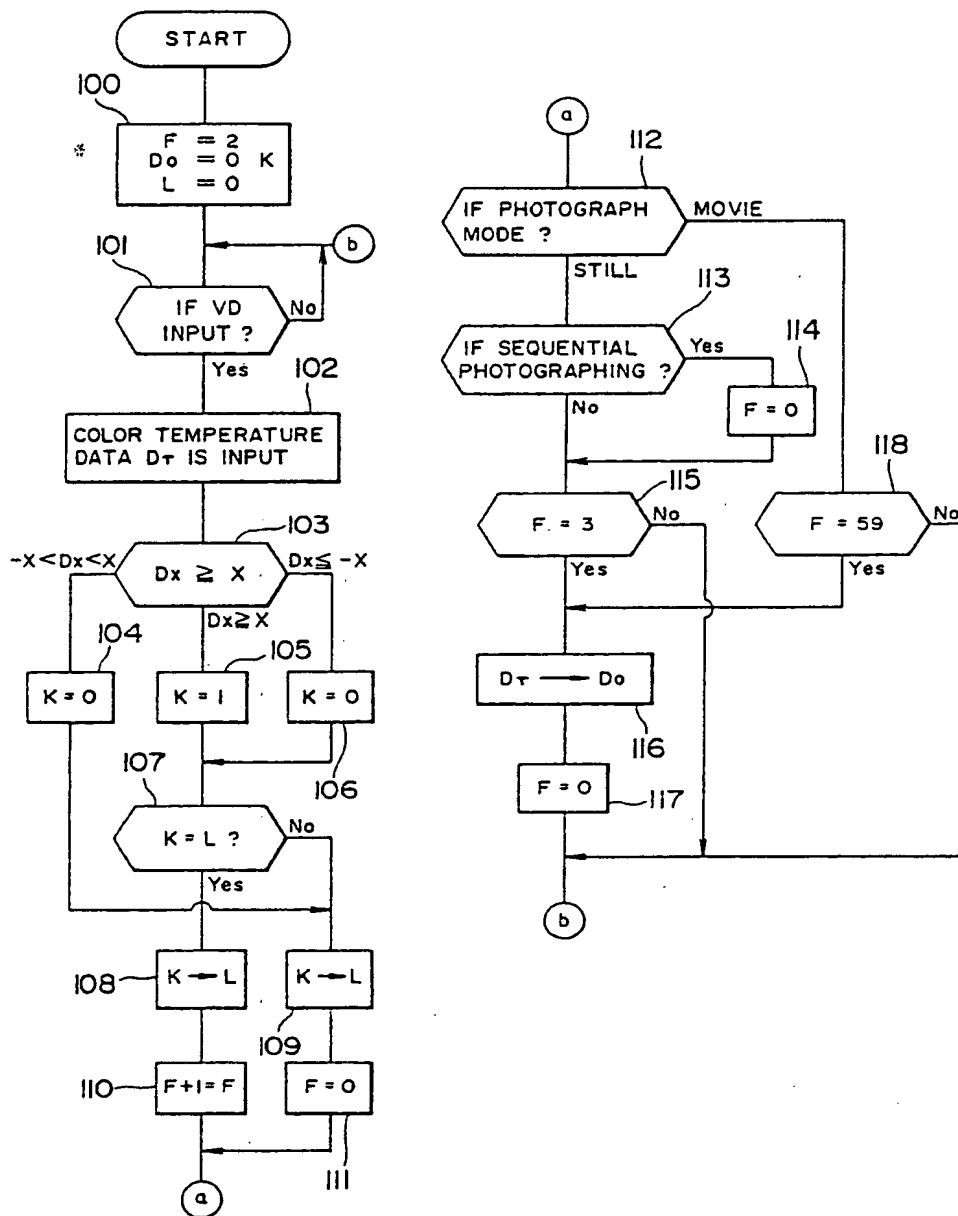 START
100
F = 2
Do = 0 K
L = 0
b
101
IF VD
INPUT ?
No
Yes
102
COLOR TEMPERATURE
DATA Dτ IS INPUT
103
-X<Dx<X
Dx ≧ X
Dx≦ -X
Dx≧X
104
105
K = 0
K = 1
K = 0
106
107
K = L ?
No
Yes
108
K → L
K → L
109
110
F+1=F
F = 0
111
a
a
112
IF PHOTOGRAPH
MODE ?
MOVIE
STILL
113
IF SEQUENTIAL
PHOTOGRAPHING ?
Yes
114
No
F = 0
115
118
F. = 3
No
F = 59
No
Yes
Yes
Dτ → Do
116
F = 0
117
b